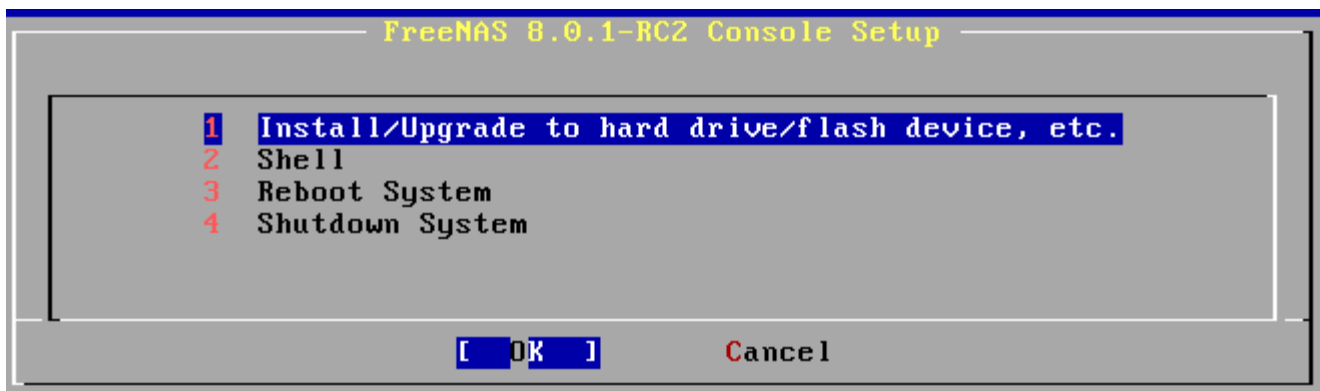 FreeNAS 8.0.1-RC2 Console Setup
1 Install/Upgrade to hard drive/flash device, etc.
2 Shell
3 Reboot System
4 Shutdown System
[ OK ] Cancel